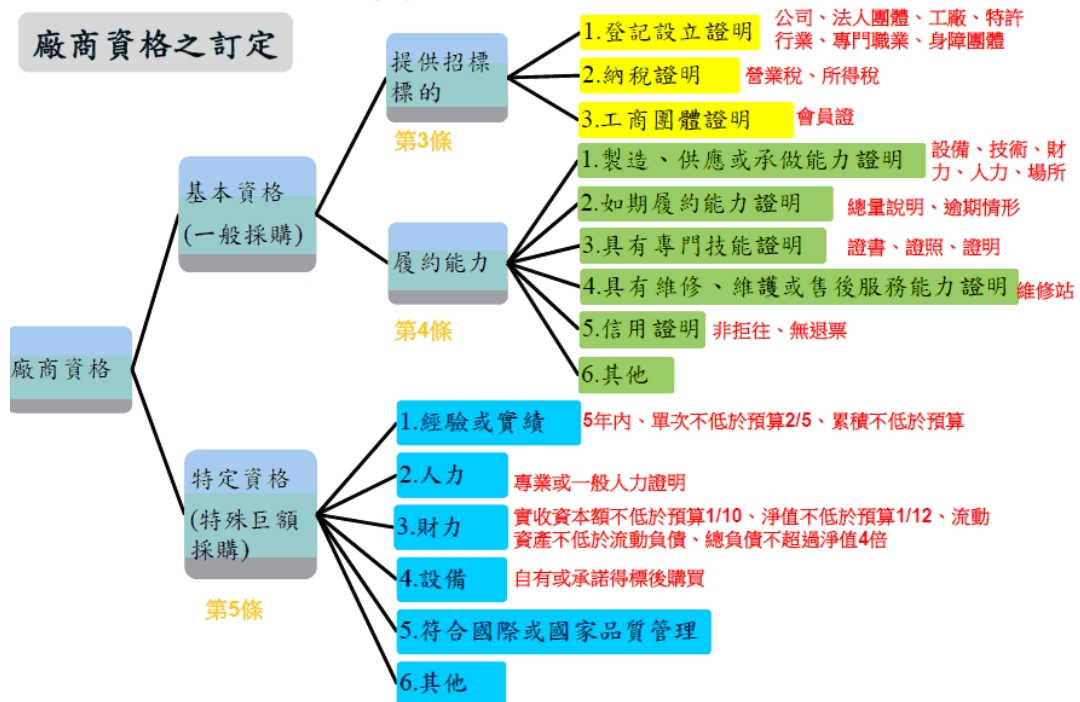 廠商資格之訂定
廠商資格
基本資格
(一般採購)
提供招標
標的
第3條
1.登記設立證明
公司、法人團體、工廠、特許
行業、專門職業、身障團體
2.納稅證明
營業稅、所得稅
3.工商團體證明
會員證
履約能力
第4條
1.製造、供應或承做能力證明
設備、技術、財
力、人力、場所
2.如期履約能力證明
總量說明、逾期情形
3.具有專門技能證明
證書、證照、證明
4.具有維修、維護或售後服務能力證明
維修站
5.信用證明
非拒往、無退票
6.其他
特定資格
(特殊巨額
採購)
第5條
1.經驗或實績
5年內、單次不低於預算2/5、累積不低於預算
2.人力
專業或一般人力證明
3.財力
實收資本額不低於預算1/10、淨值不低於預算1/12、流動
資產不低於流動負債、總負債不超過淨值4倍
4.設備
自有或承諾得標後購買
5.符合國際或國家品質管理
6.其他